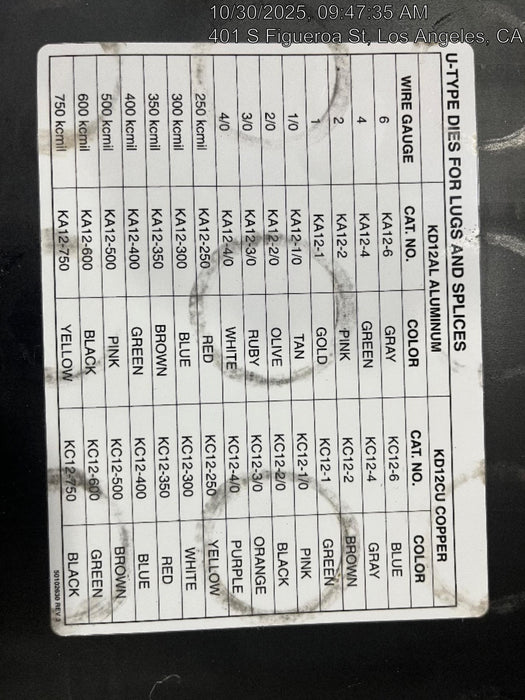 10/30/2025, 09:47:35 AM
401 S Figueroa St, Los Angeles, CA
U-TYPE DIES FOR LUGS AND SPLICES
KD12AL ALUMINUM KD12CU COPPER
WIRE GAUGE CAT. NO. COLOR CAT. NO. COLOR
6 KA12-6 GRAY KC12-6 BLUE
4 KA12-4 GREEN KC12-4 GRAY
2 KA12-2 PINK KC12-2 BROWN
1 KA12-1 GOLD KC12-1 GREEN
1/0 KA12-1/0 TAN KC12-1/0 PINK
2/0 KA12-2/0 OLIVE KC12-2/0 BLACK
3/0 KA12-3/0 RUBY KC12-3/0 ORANGE
4/0 KA12-4/0 WHITE KC12-4/0 PURPLE
250 kcmil KA12-250 RED KC12-250 YELLOW
300 kcmil KA12-300 BLUE KC12-300 WHITE
350 kcmil KA12-350 BROWN KC12-350 RED
400 kcmil KA12-400 GREEN KC12-400 BLUE
500 kcmil KA12-500 PINK KC12-500 BROWN
600 kcmil KA12-600 BLACK KC12-600 GREEN
750 kcmil KA12-750 YELLOW KC12-750 BLACK
50102630 REV 3